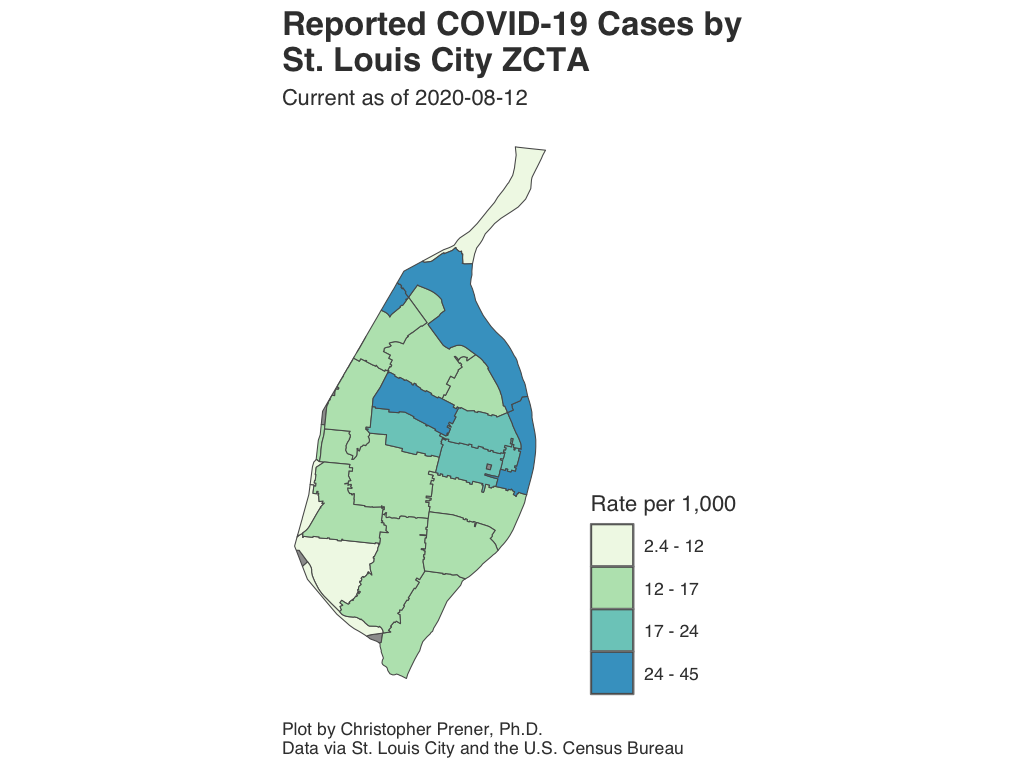 Reported COVID-19 Cases by
St. Louis City ZCTA
Current as of 2020-08-12
Rate per 1,000
2.4 - 12
12 - 17
17 - 24
24 - 45
Plot by Christopher Prener, Ph.D.
Data via St. Louis City and the U.S. Census Bureau